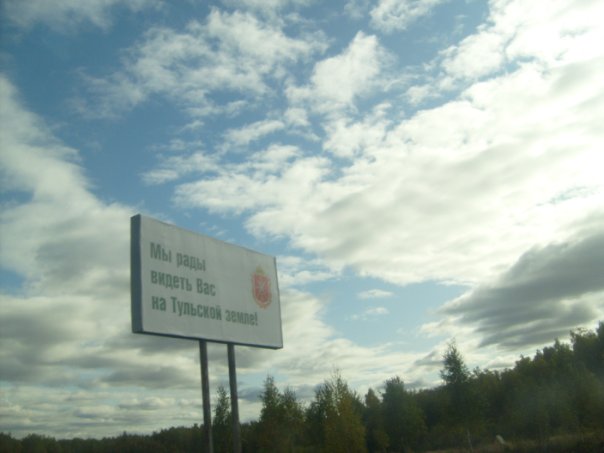 Мы рады
видеть Вас
на Тульской земле!